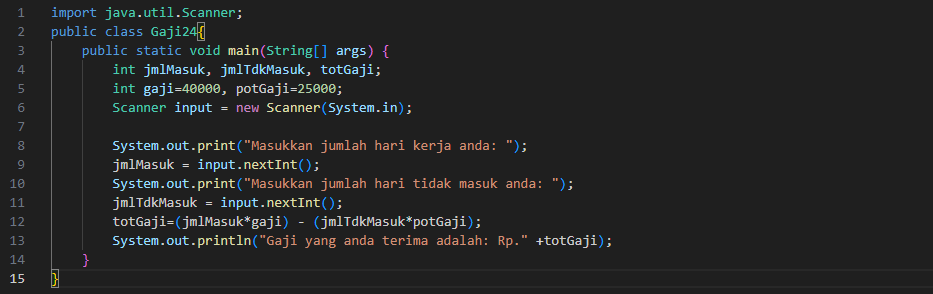 1 import java.util.Scanner;
2 public class Gaji24{
3 public static void main(String[] args) {
4 int jmlMasuk, jmlTdkMasuk, totGaji;
5 int gaji=40000, potGaji=25000;
6 Scanner input = new Scanner(System.in);
7
8 System.out.print("Masukkan jumlah hari kerja anda: ");
9 jmlMasuk = input.nextInt();
10 System.out.print("Masukkan jumlah hari tidak masuk anda: ");
11 jmlTdkMasuk = input.nextInt();
12 totGaji=(jmlMasuk*gaji) - (jmlTdkMasuk*potGaji);
13 System.out.println("Gaji yang anda terima adalah: Rp." +totGaji);
14 }
15 }